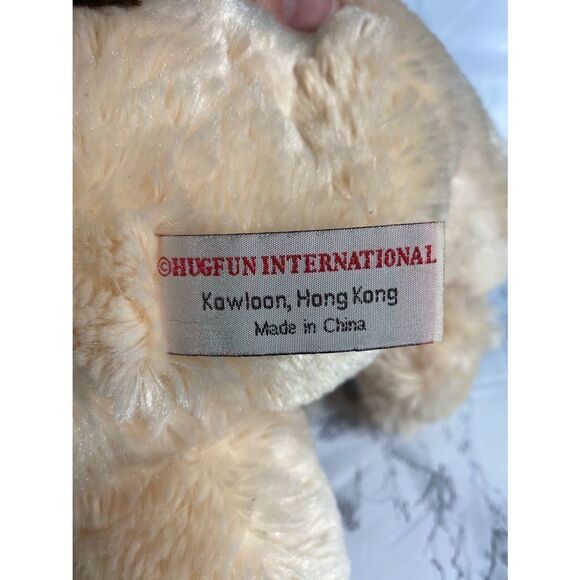 ©HUGFUN INTERNATIONAL
Kowloon, Hong Kong
Made in China